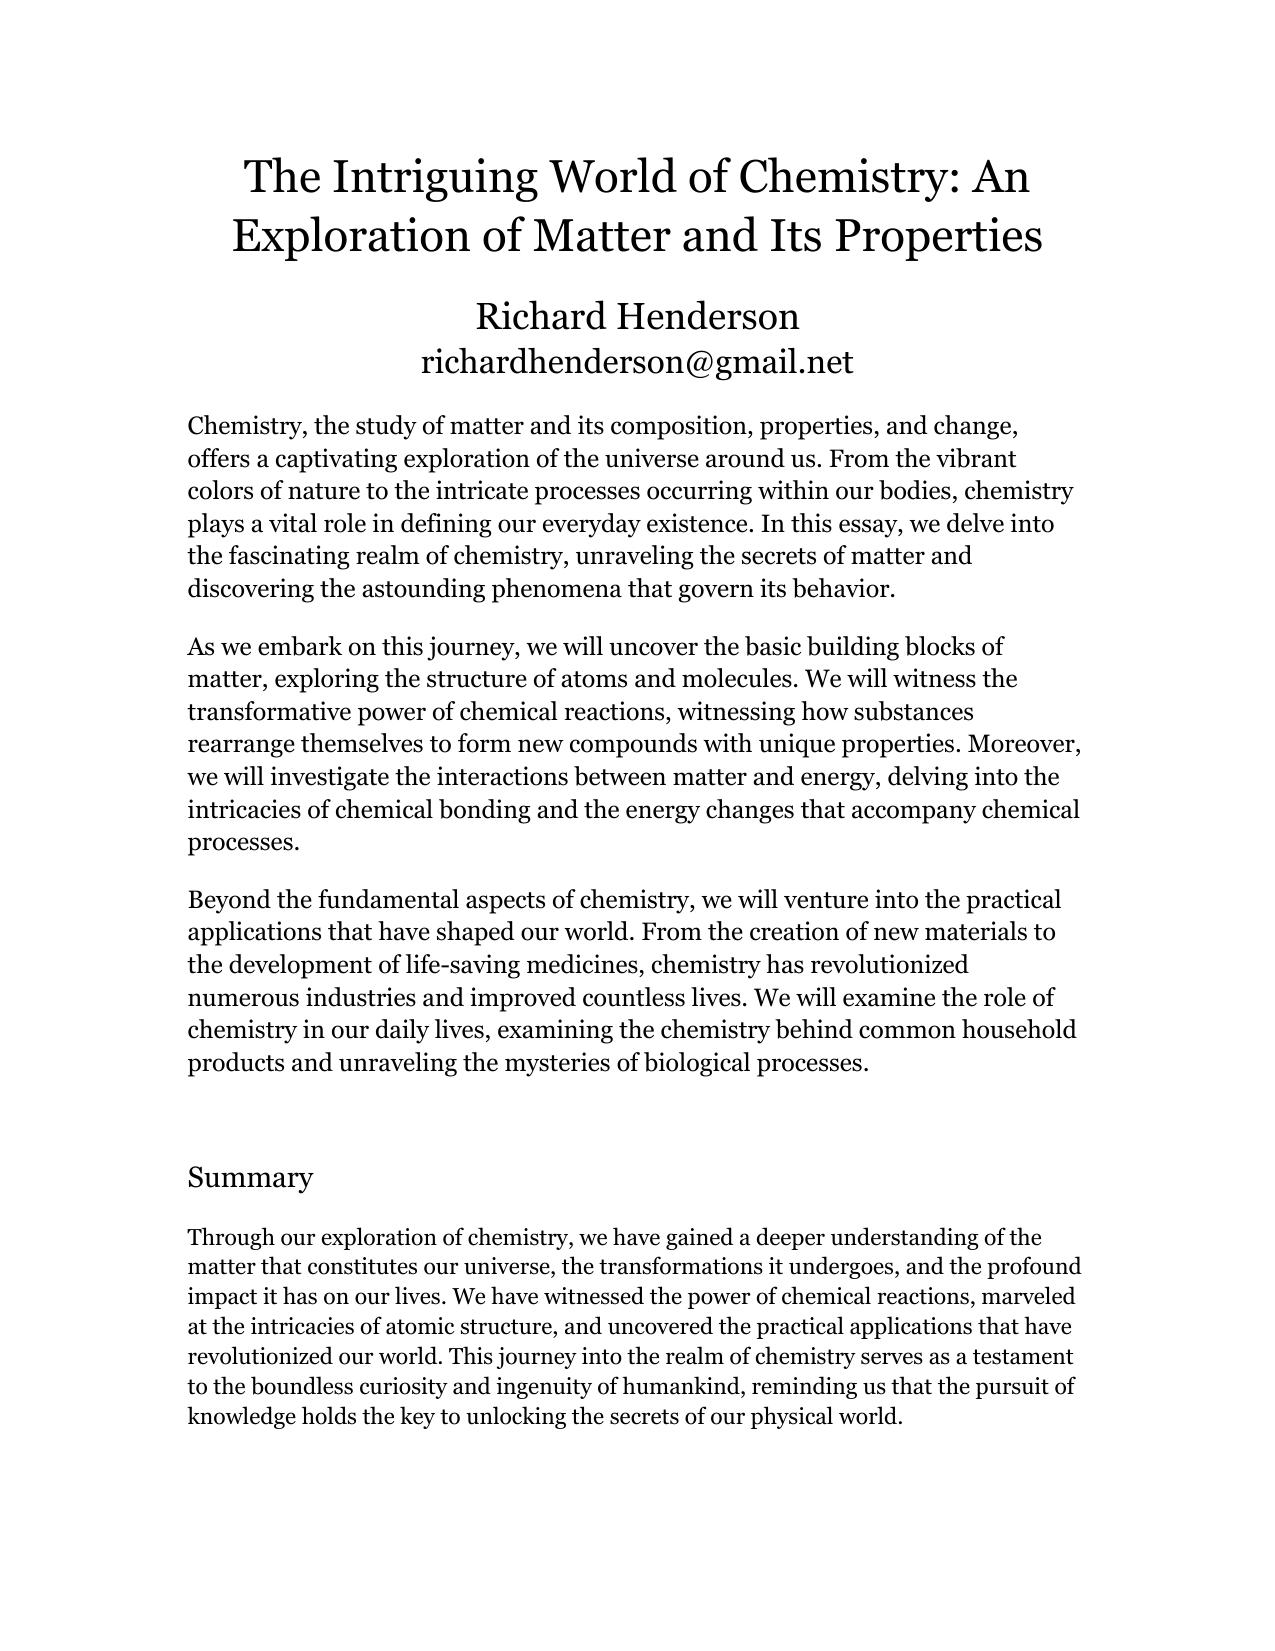 The Intriguing World of Chemistry: An
Exploration of Matter and Its Properties
Richard Henderson
richardhenderson@gmail.net
Chemistry, the study of matter and its composition, properties, and change,
offers a captivating exploration of the universe around us. From the vibrant
colors of nature to the intricate processes occurring within our bodies, chemistry
plays a vital role in defining our everyday existence. In this essay, we delve into
the fascinating realm of chemistry, unraveling the secrets of matter and
discovering the astounding phenomena that govern its behavior.
As we embark on this journey, we will uncover the basic building blocks of
matter, exploring the structure of atoms and molecules. We will witness the
transformative power of chemical reactions, witnessing how substances
rearrange themselves to form new compounds with unique properties. Moreover,
we will investigate the interactions between matter and energy, delving into the
intricacies of chemical bonding and the energy changes that accompany chemical
processes.
Beyond the fundamental aspects of chemistry, we will venture into the practical
applications that have shaped our world. From the creation of new materials to
the development of life-saving medicines, chemistry has revolutionized
numerous industries and improved countless lives. We will examine the role of
chemistry in our daily lives, examining the chemistry behind common household
products and unraveling the mysteries of biological processes.
Summary
Through our exploration of chemistry, we have gained a deeper understanding of the
matter that constitutes our universe, the transformations it undergoes, and the profound
impact it has on our lives. We have witnessed the power of chemical reactions, marveled
at the intricacies of atomic structure, and uncovered the practical applications that have
revolutionized our world. This journey into the realm of chemistry serves as a testament
to the boundless curiosity and ingenuity of humankind, reminding us that the pursuit of
knowledge holds the key to unlocking the secrets of our physical world.